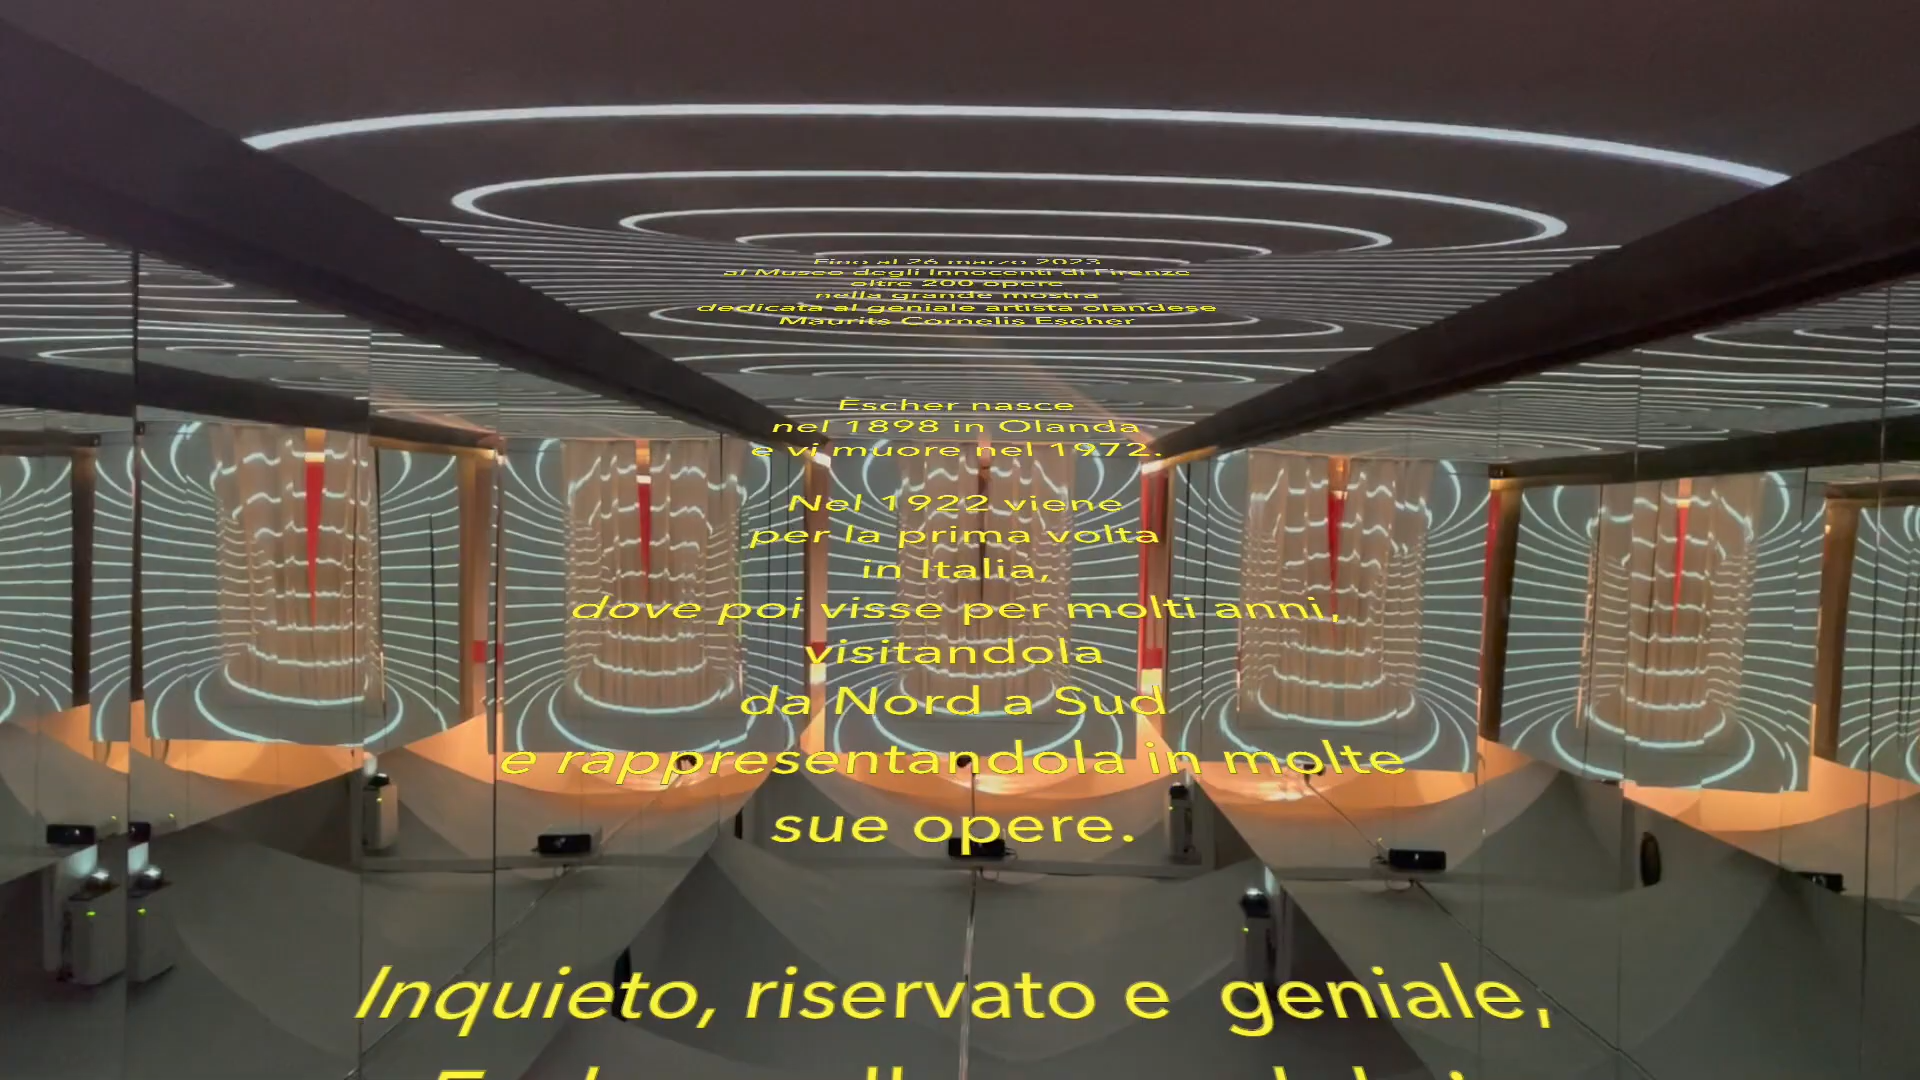 Fino al 26 marzo 2023
al Museo degli Innocenti di Firenze
oltre 200 opere
nella grande mostra
dedicata al geniale artista olandese
Maurits Cornelis Escher
Escher nasce
nel 1898 in Olanda
e vi muore nel 1972.
Nel 1922 viene
per la prima volta
in Italia,
dove poi visse per molti anni,
visitandola
da Nord a Sud
e rappresentandola in molte
sue opere.
Inquieto, riservato e  geniale,